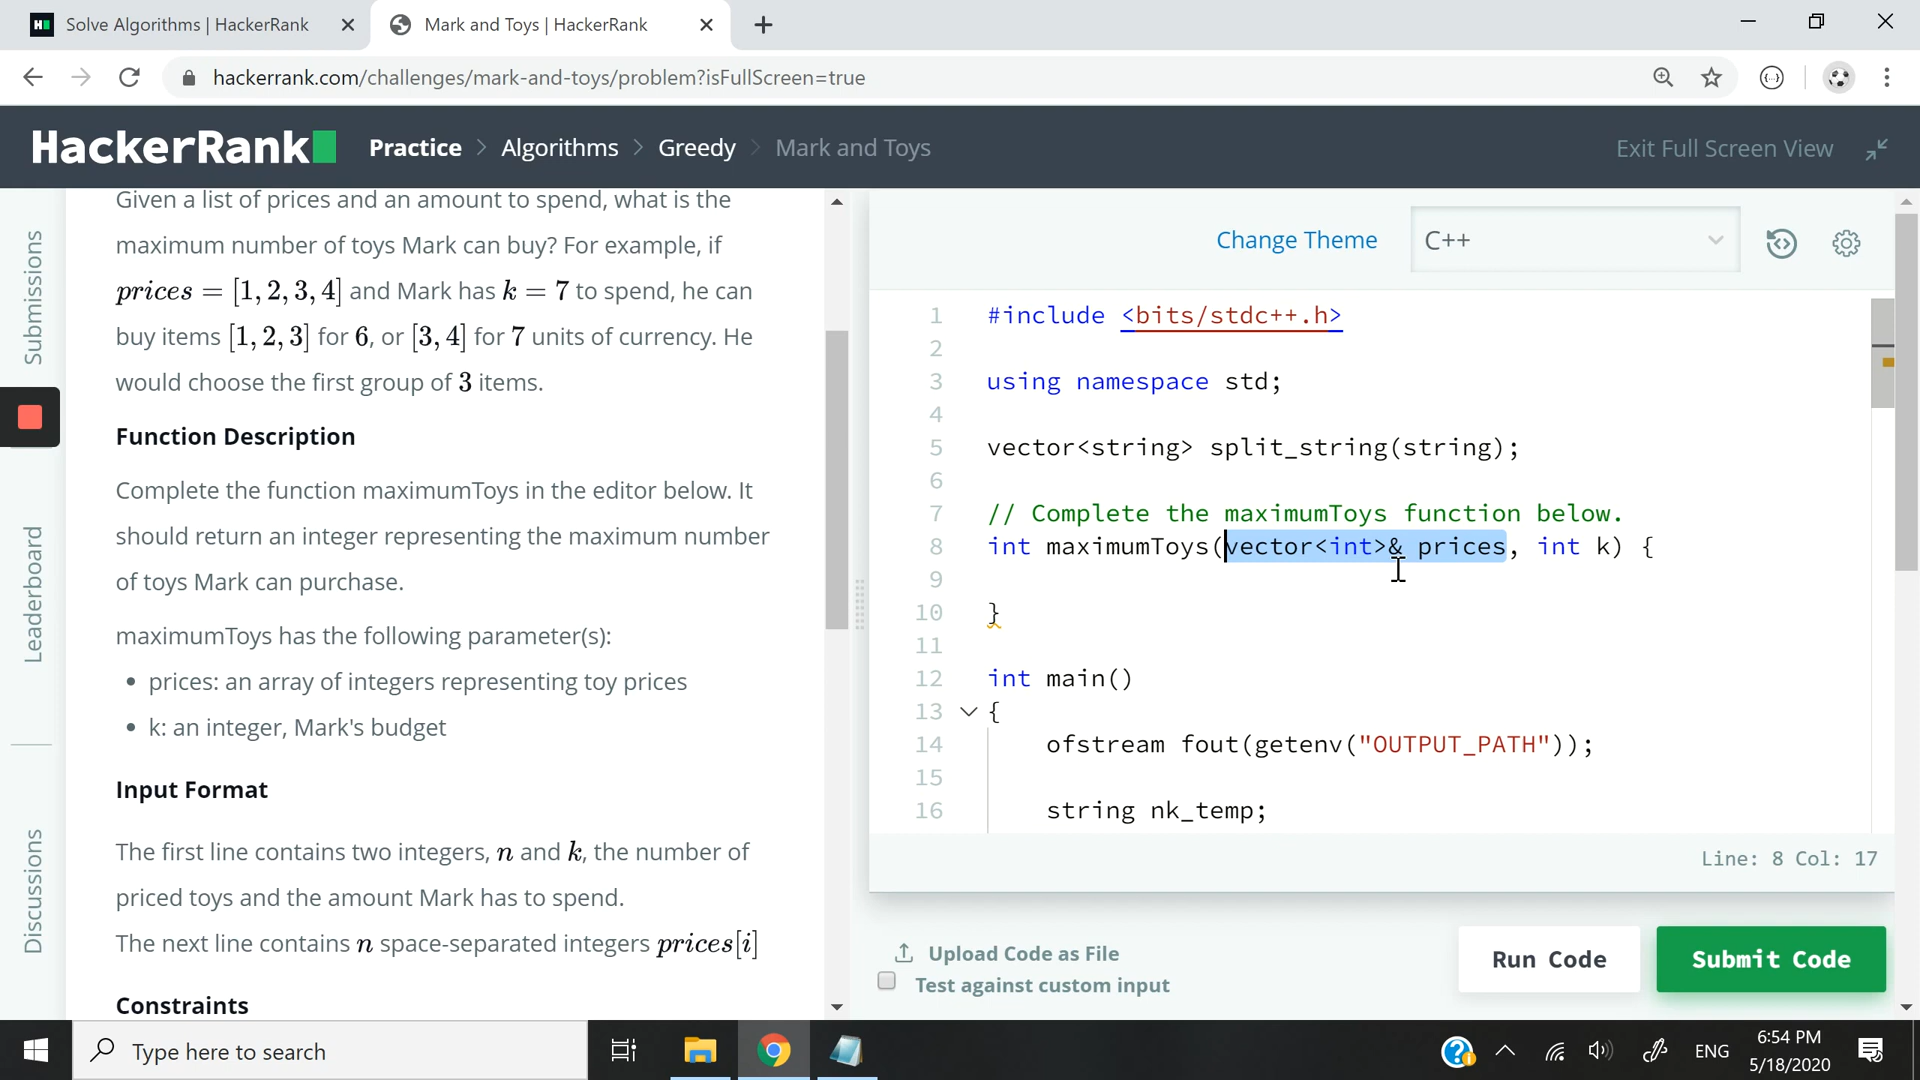 Solve Algorithms | HackerRank
Mark and Toys | HackerRank
hackerrank.com/challenges/mark-and-toys/problem?isFullScreen=true
HackerRank
Practice > Algorithms > Greedy > Mark and Toys
Exit Full Screen View
Submissions
Leaderboard
Discussions
Given a list of prices and an amount to spend, what is the
maximum number of toys Mark can buy? For example, if
prices = [1, 2, 3, 4] and Mark has k = 7 to spend, he can
buy items [1, 2, 3] for 6, or [3, 4] for 7 units of currency. He
would choose the first group of 3 items.
Function Description
Complete the function maximumToys in the editor below. It
should return an integer representing the maximum number
of toys Mark can purchase.
maximumToys has the following parameter(s):
• prices: an array of integers representing toy prices
• k: an integer, Mark's budget
Input Format
The first line contains two integers, n and k, the number of
priced toys and the amount Mark has to spend.
The next line contains n space-separated integers prices[i]
Constraints
Change Theme
C++
1 #include <bits/stdc++.h>
2
3 using namespace std;
4
5 vector<string> split_string(string);
6
7 // Complete the maximumToys function below.
8 int maximumToys(vector<int>& prices, int k) {
9
10 }
11
12 int main()
13 {
14 ofstream fout(getenv("OUTPUT_PATH"));
15
16 string nk_temp;
Line: 8 Col: 17
Upload Code as File
Test against custom input
Run Code
Submit Code
Type here to search
ENG
6:54 PM
5/18/2020